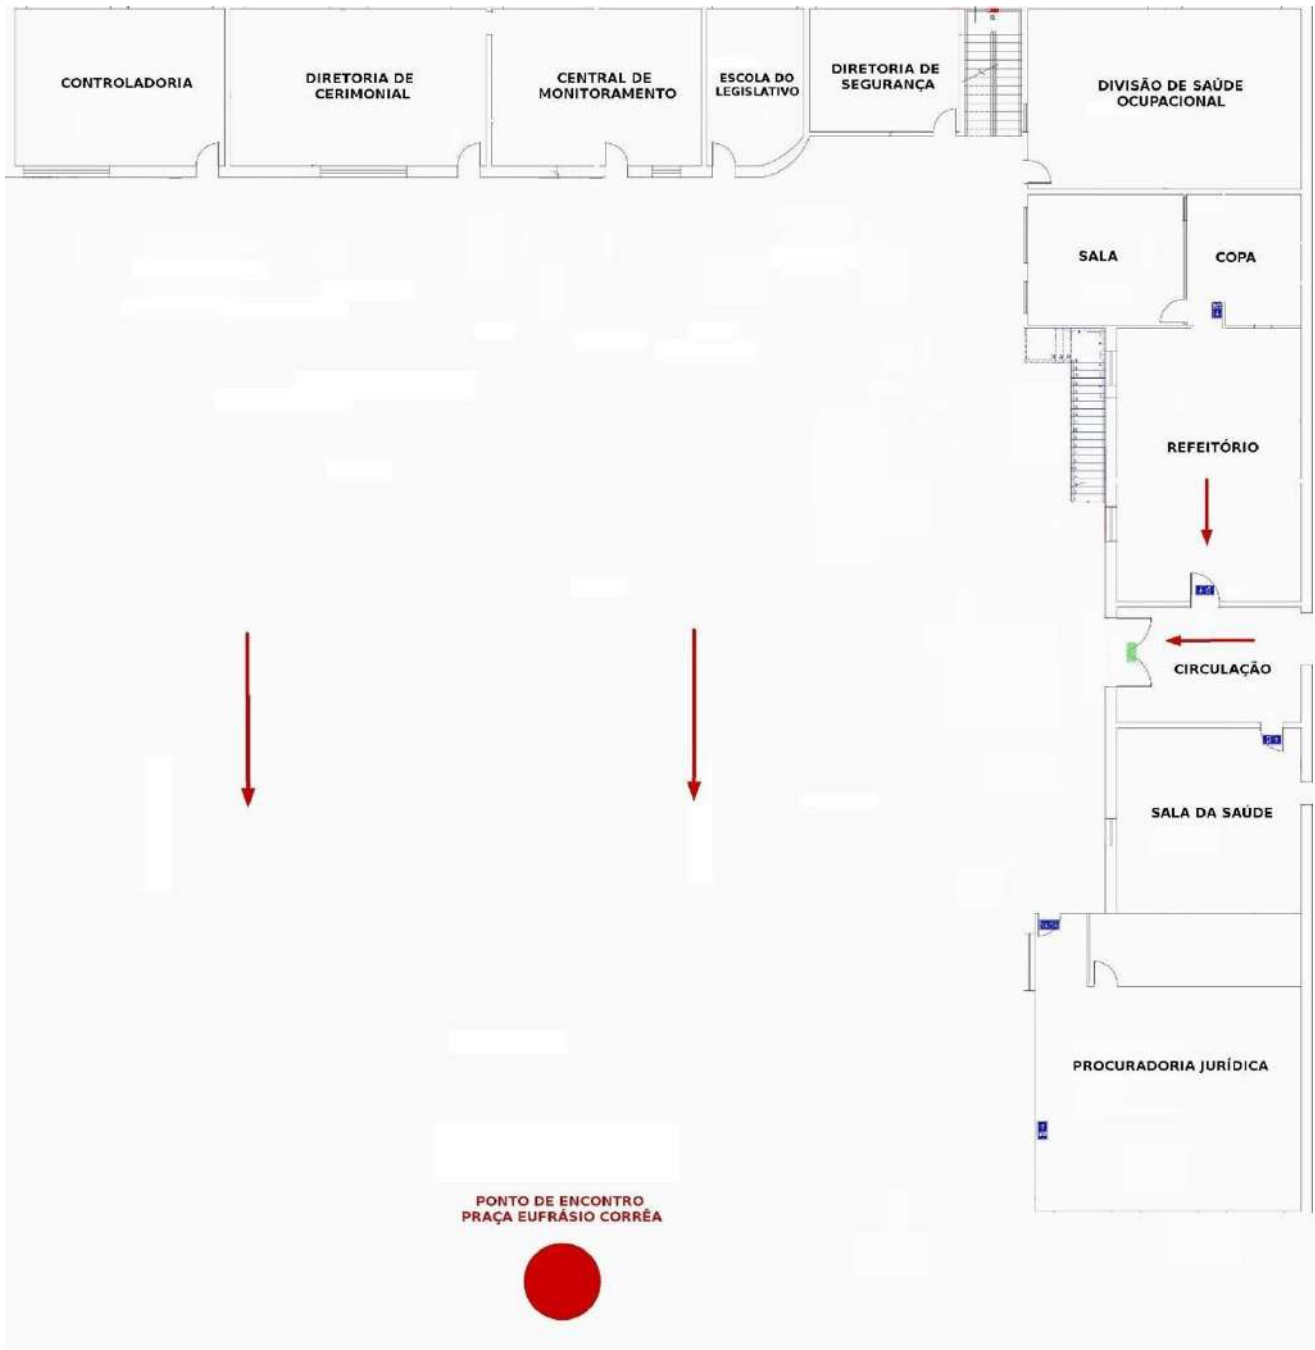 CONTROLADORIA
DIRETORIA DE
CERIMONIAL
CENTRAL DE
MONITORAMENTO
ESCOLA DO
LEGISLATIVO
DIRETORIA DE
SEGURANÇA
DIVISÃO DE SAÚDE
OCUPACIONAL
SALA
COPA
REFEITÓRIO
CIRCULAÇÃO
SALA DA SAÚDE
PROCURADORIA JURÍDICA
PONTO DE ENCONTRO
PRAÇA EUFRÁSIO CORRÊA